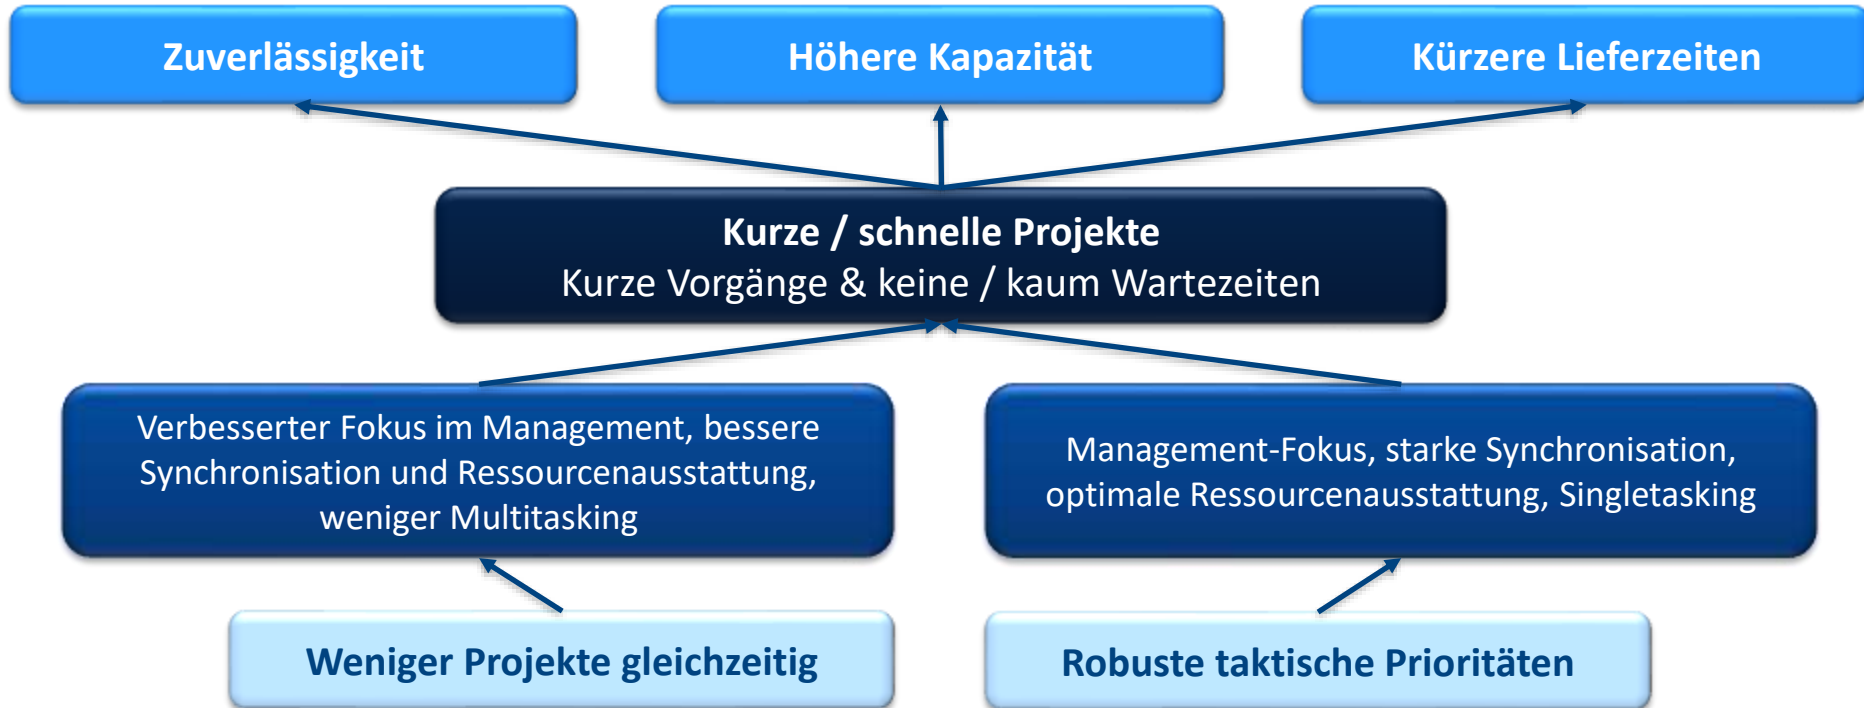 Zuverlässigkeit
Höhere Kapazität
Kürzere Lieferzeiten
Kurze / schnelle Projekte
Kurze Vorgänge & keine / kaum Wartezeiten
Verbesserter Fokus im Management, bessere
Synchronisation und Ressourcenausstattung,
weniger Multitasking
Management-Fokus, starke Synchronisation,
optimale Ressourcenausstattung, Singletasking
Weniger Projekte gleichzeitig
Robuste taktische Prioritäten